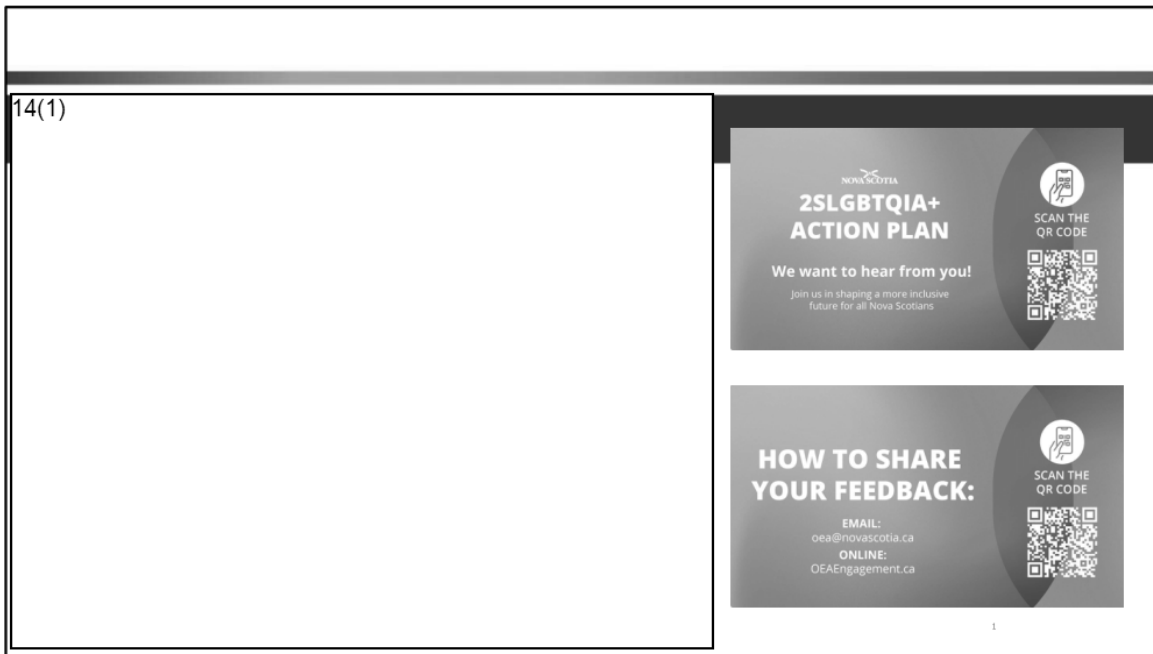 14(1)
NOVA SCOTIA
2SLGBTQIA+
ACTION PLAN
We want to hear from you!
Join us in shaping a more inclusive
future for all Nova Scotians
SCAN THE
QR CODE
HOW TO SHARE
YOUR FEEDBACK:
EMAIL:
oea@novascotia.ca
ONLINE:
OEAEngagement.ca
SCAN THE
QR CODE
1